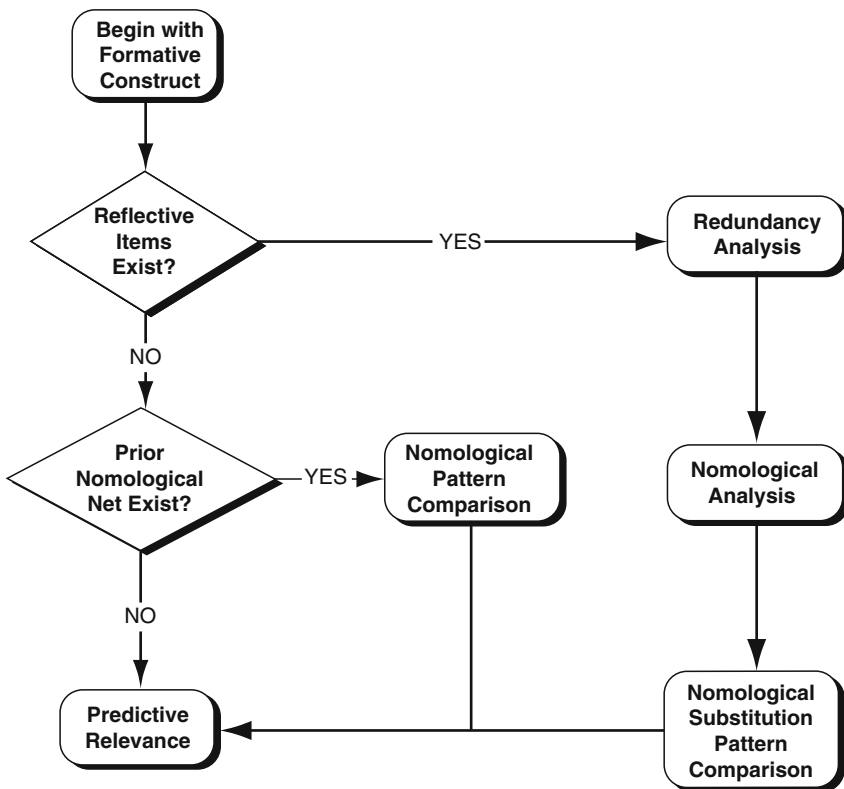 Begin with
Formative
Construct
Reflective
Items
Exist?
YES
Redundancy
Analysis
NO
Prior
Nomological
Net Exist?
YES
Nomological
Pattern
Comparison
Nomological
Analysis
NO
Predictive
Relevance
Nomological
Substitution
Pattern
Comparison